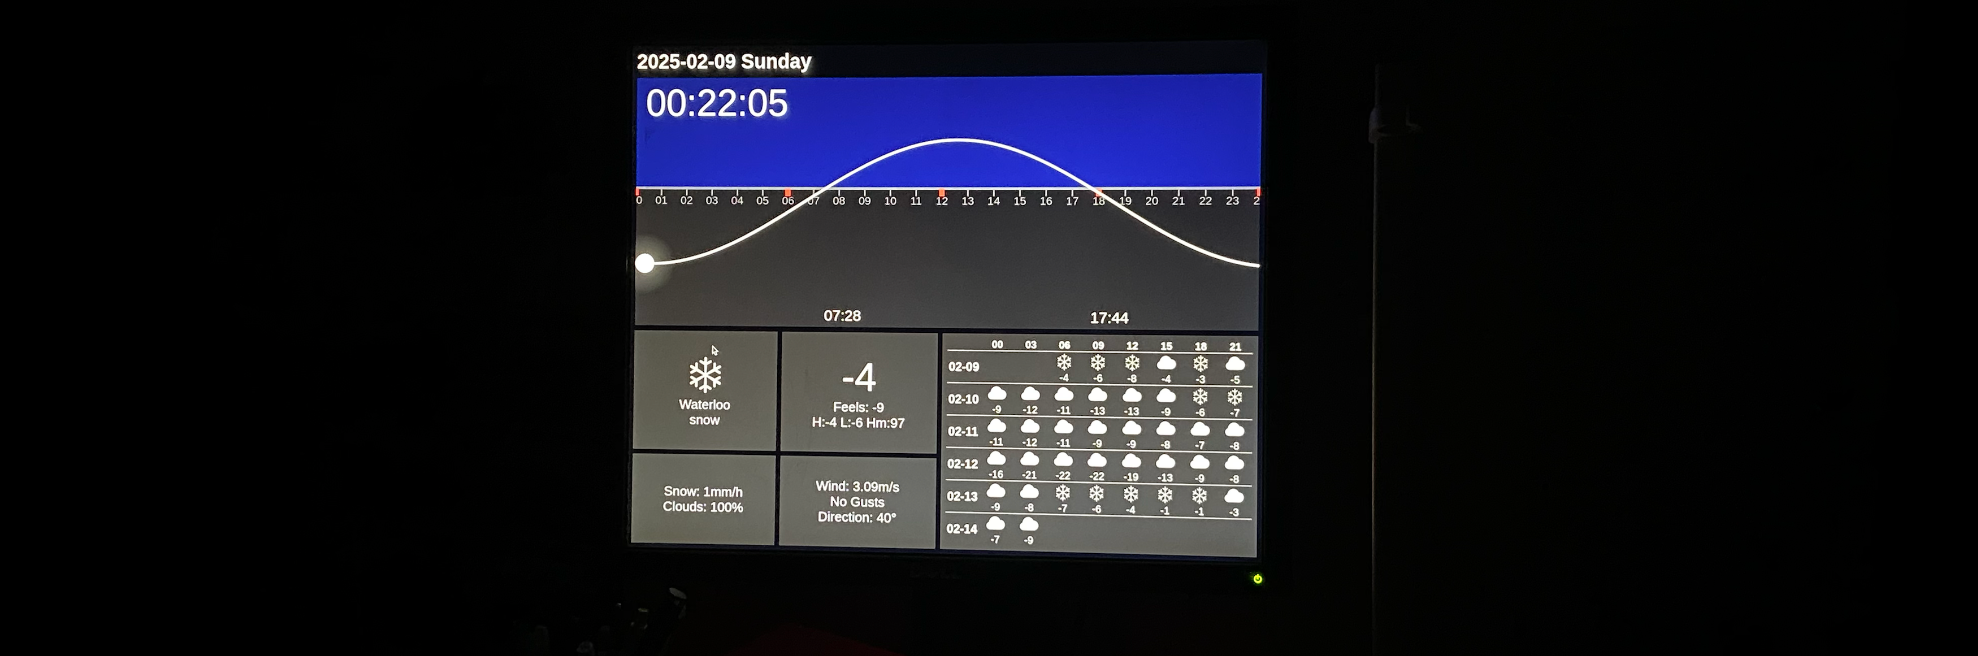 2025-02-09 Sunday
00:22:05
0 01 02 03 04 05 06 07 08 09 10 11 12 13 14 15 16 17 18 19 20 21 22 23 2
07:28 17:44
Waterloo
snow
-4
Feels: -9
H:-4 L:-6 Hm:97
Snow: 1mm/h
Clouds: 100%
Wind: 3.09m/s
No Gusts
Direction: 40°
00 03 06 09 12 15 18 21
02-09
-4 -6 -8 -4 -3 -5
02-10
-9 -12 -11 -13 -13 -9 -6 -7
02-11
-11 -12 -11 -9 -9 -8 -7 -8
02-12
-16 -21 -22 -22 -19 -13 -9 -8
02-13
-9 -8 -7 -6 -4 -1 -1 -3
02-14
-7 -9